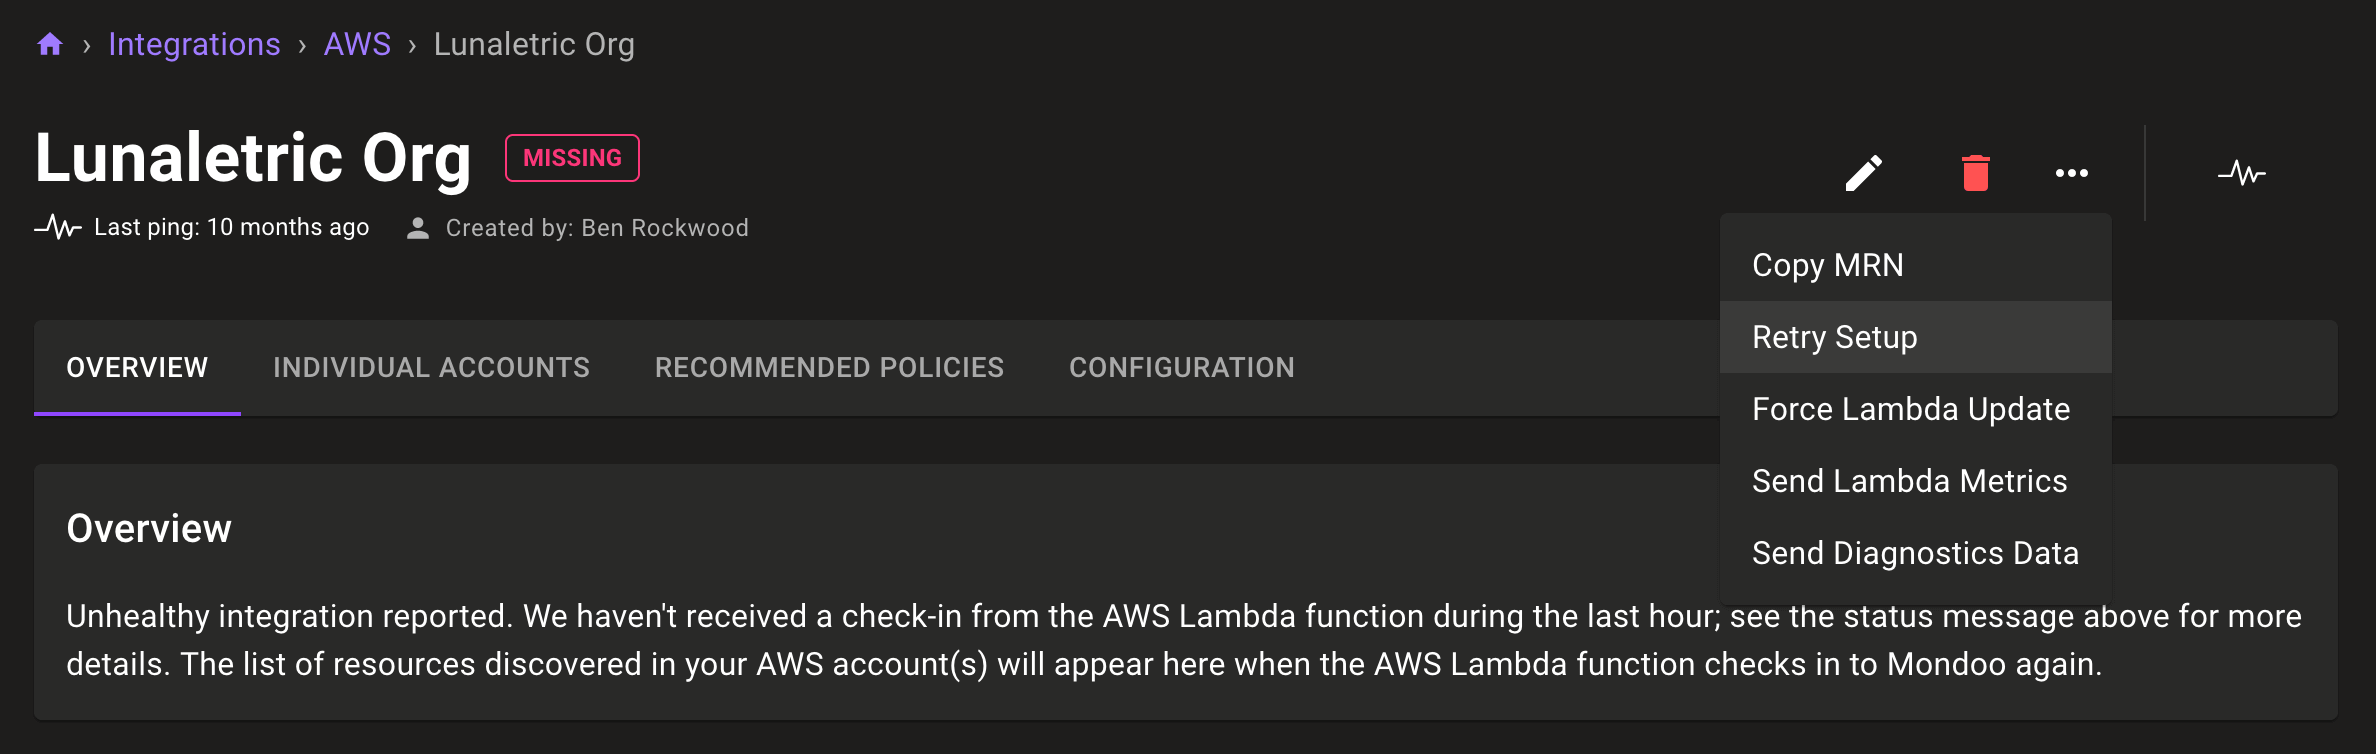 › Integrations › AWS › Lunaletric Org
Lunaletric Org MISSING
Last ping: 10 months ago Created by: Ben Rockwood
Copy MRN
Retry Setup
Force Lambda Update
Send Lambda Metrics
Send Diagnostics Data
OVERVIEW INDIVIDUAL ACCOUNTS RECOMMENDED POLICIES CONFIGURATION
Overview
Unhealthy integration reported. We haven't received a check-in from the AWS Lambda function during the last hour; see the status message above for more
details. The list of resources discovered in your AWS account(s) will appear here when the AWS Lambda function checks in to Mondoo again.